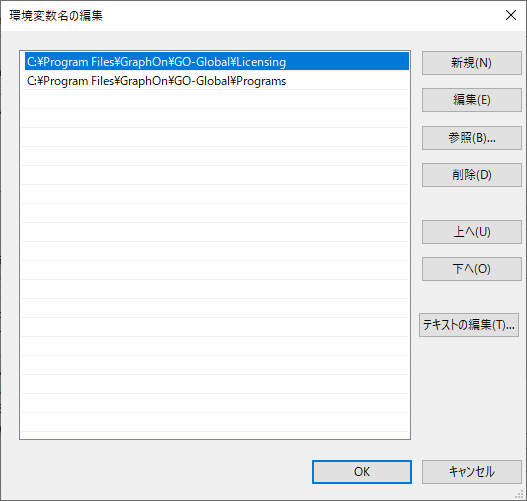 環境変数名の編集
C:¥Program Files¥GraphOn¥GO-Global¥Licensing
C:¥Program Files¥GraphOn¥GO-Global¥Programs
新規(N)
編集(E)
参照(B)...
削除(D)
上へ(U)
下へ(O)
テキストの編集(T)...
OK
キャンセル